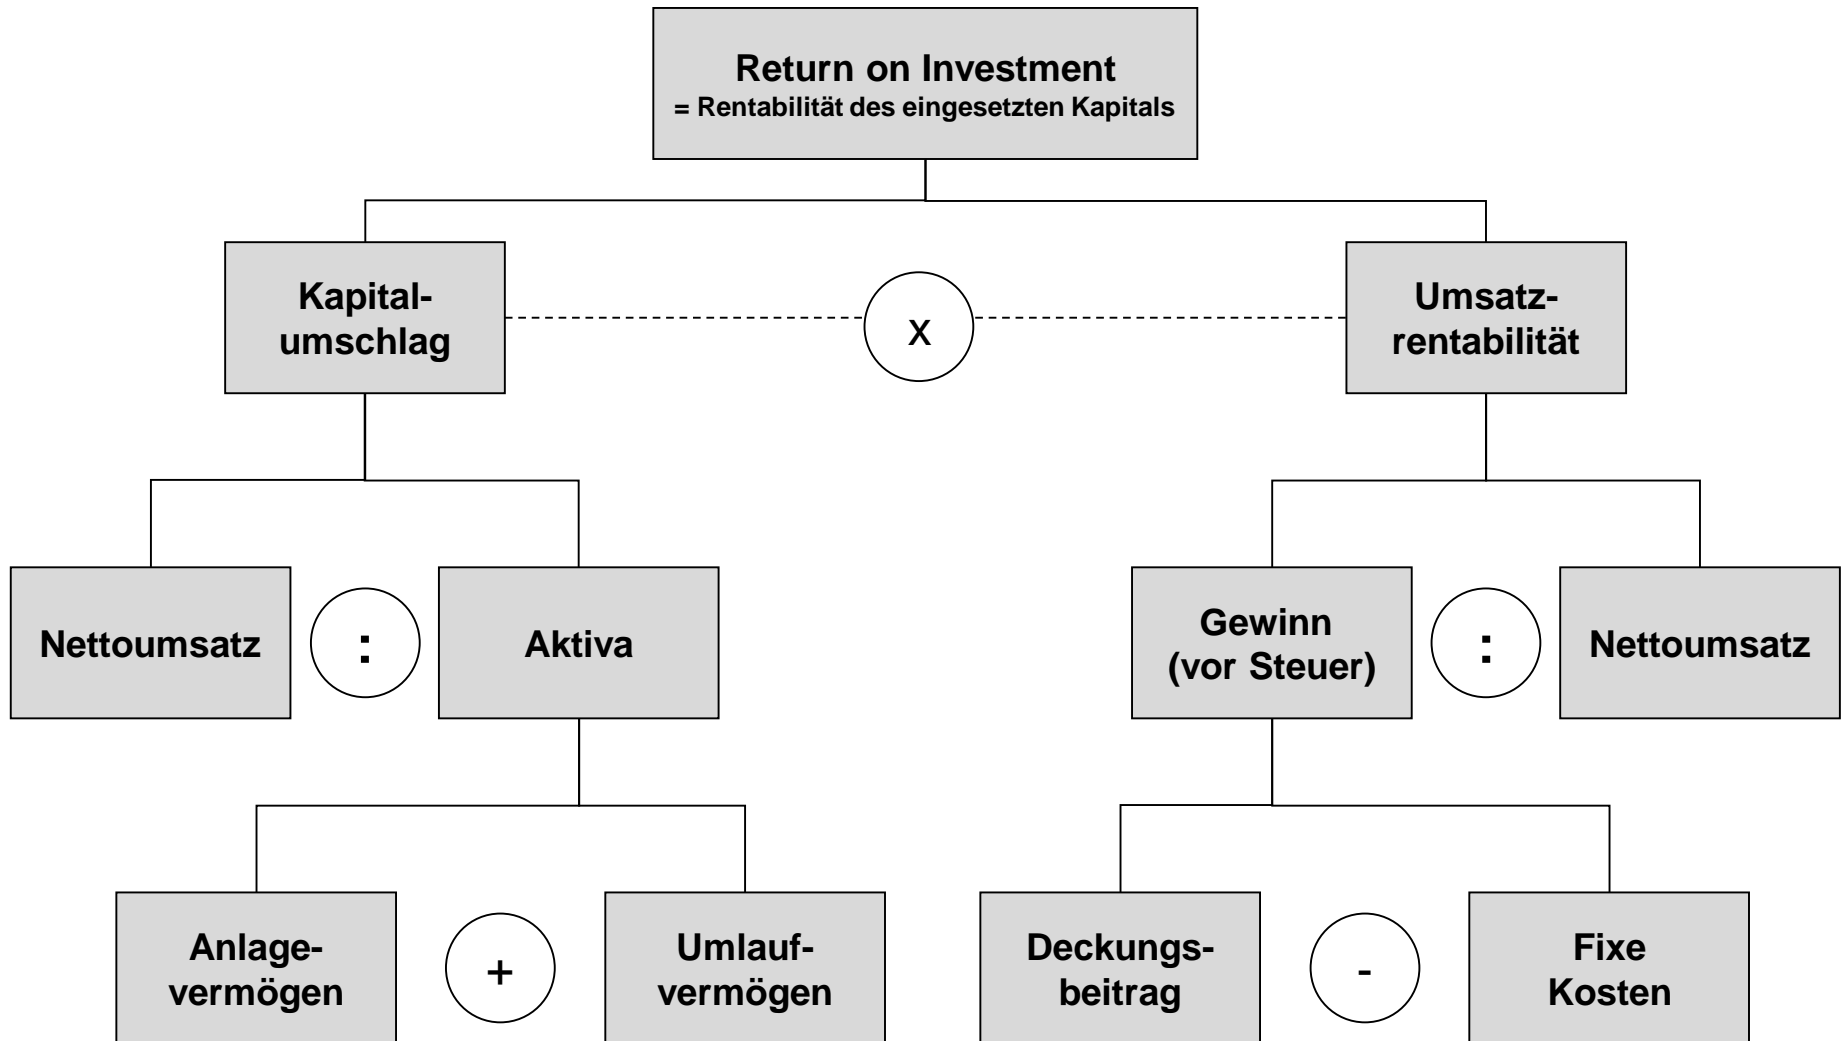 Return on Investment
= Rentabilität des eingesetzten Kapitals
Kapital-
umschlag
x
Umsatz-
rentabilität
Nettoumsatz
:
Aktiva
Gewinn
(vor Steuer)
:
Nettoumsatz
Anlage-
vermögen
+
Umlauf-
vermögen
Deckungs-
beitrag
-
Fixe
Kosten